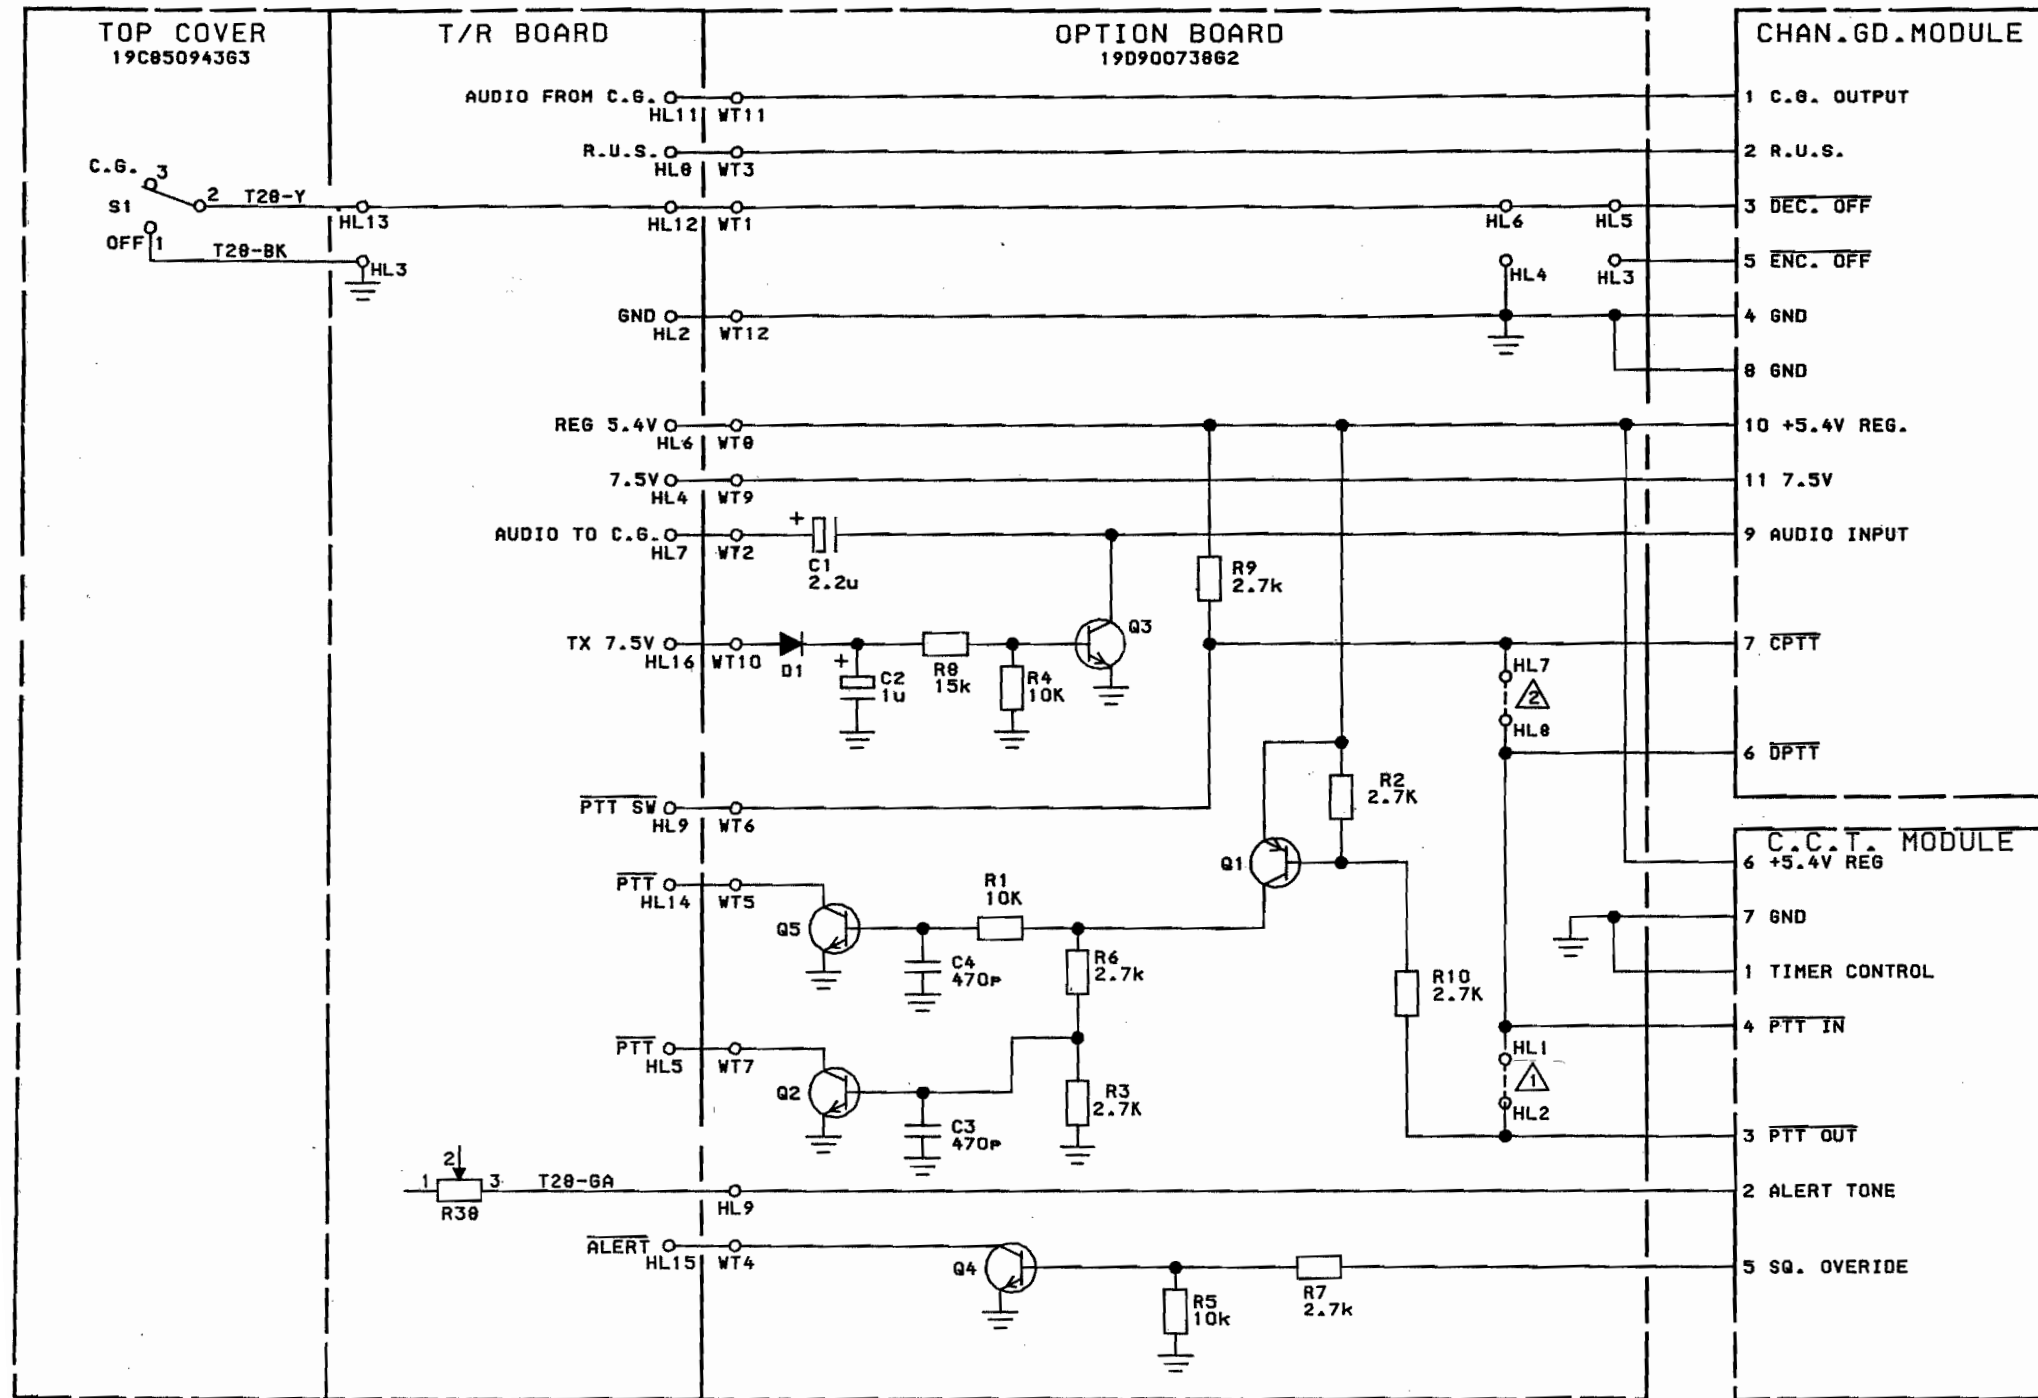 TOP COVER
19C850943G3
T/R BOARD
OPTION BOARD
19D900738G2
CHAN.GD.MODULE
AUDIO FROM C.G.
HL11 WT11
1 C.G. OUTPUT
R.U.S.
HL8 WT3
2 R.U.S.
C.G. 3
S1
2 T28-Y
HL13
HL12 WT1
HL6
HL5
3 DEC. OFF
OFF 1
T28-BK
HL3
HL4
HL3
5 ENC. OFF
GND
HL2 WT12
4 GND
8 GND
REG 5.4V
HL6 WT8
10 +5.4V REG.
7.5V
HL4 WT9
11 7.5V
AUDIO TO C.G.
HL7 WT2
+
C1
2.2u
9 AUDIO INPUT
R9
2.7k
TX 7.5V
HL16 WT10
D1
+
C2
1u
R8
15k
R4
10K
Q3
7 CPTT
HL7
2
HL8
6 DPTT
R2
2.7K
PTT SW
HL9 WT6
C.C.T. MODULE
6 +5.4V REG
Q1
PTT
HL14 WT5
Q5
R1
10K
C4
470p
R6
2.7k
R10
2.7K
7 GND
1 TIMER CONTROL
4 PTT IN
PTT
HL5 WT7
Q2
C3
470p
R3
2.7K
HL1
1
HL2
3 PTT OUT
2
1 3
R38
T28-GA
HL9
2 ALERT TONE
ALERT
HL15 WT4
Q4
R5
10k
R7
2.7k
5 SQ. OVERIDE